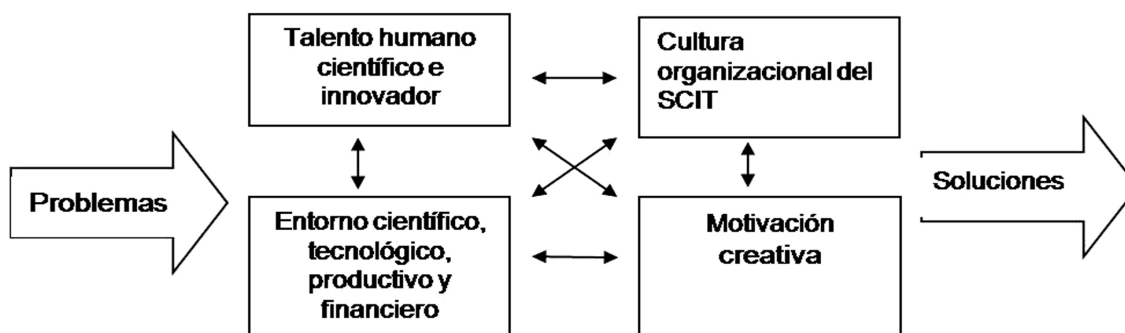 Problemas
Talento humano
científico e
innovador
Cultura
organizacional del
SCIT
Entorno científico,
tecnológico,
productivo y
financiero
Motivación
creativa
Soluciones